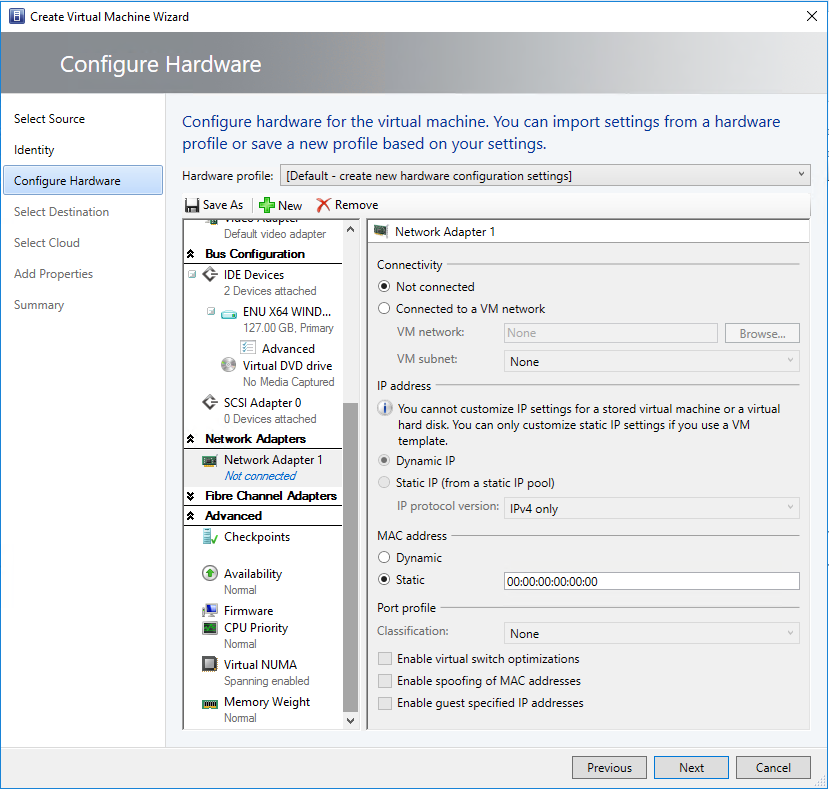 Create Virtual Machine Wizard
Configure Hardware
Select Source
Identity
Configure Hardware
Select Destination
Select Cloud
Add Properties
Summary
Configure hardware for the virtual machine. You can import settings from a hardware
profile or save a new profile based on your settings.
Hardware profile: [Default - create new hardware configuration settings]
Save As New Remove
Video Adapter
Default video adapter
Bus Configuration
IDE Devices
2 Devices attached
ENU X64 WIND...
127.00 GB, Primary
Advanced
Virtual DVD drive
No Media Captured
SCSI Adapter 0
0 Devices attached
Network Adapters
Network Adapter 1
Not connected
Fibre Channel Adapters
Advanced
Checkpoints
Availability
Normal
Firmware
CPU Priority
Normal
Virtual NUMA
Spanning enabled
Memory Weight
Normal
Network Adapter 1
Connectivity
Not connected
Connected to a VM network
VM network: None Browse...
VM subnet: None
IP address
You cannot customize IP settings for a stored virtual machine or a virtual
hard disk. You can only customize static IP settings if you use a VM
template.
Dynamic IP
Static IP (from a static IP pool)
IP protocol version: IPv4 only
MAC address
Dynamic
Static 00:00:00:00:00:00
Port profile
Classification: None
Enable virtual switch optimizations
Enable spoofing of MAC addresses
Enable guest specified IP addresses
Previous Next Cancel